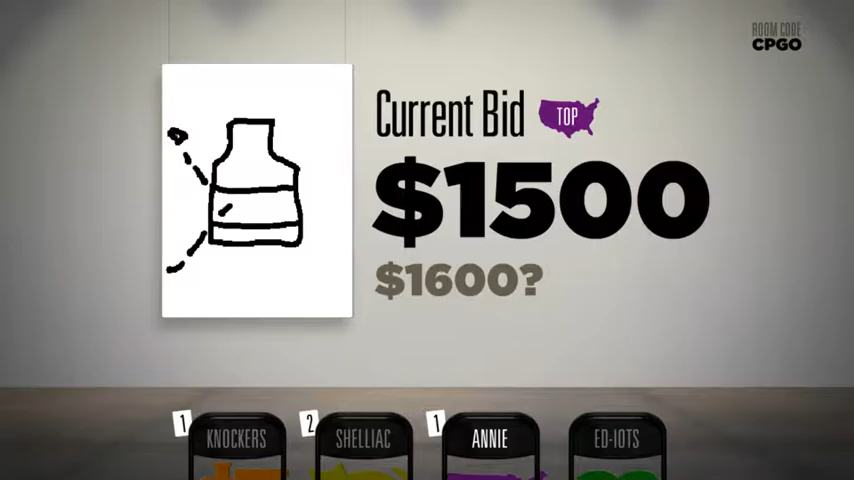 ROOM CODE
CPGO
Current Bid TOP
$1500
$1600?
1 KNOCKERS 2 SHELLIAC 1 ANNIE ED-IOTS